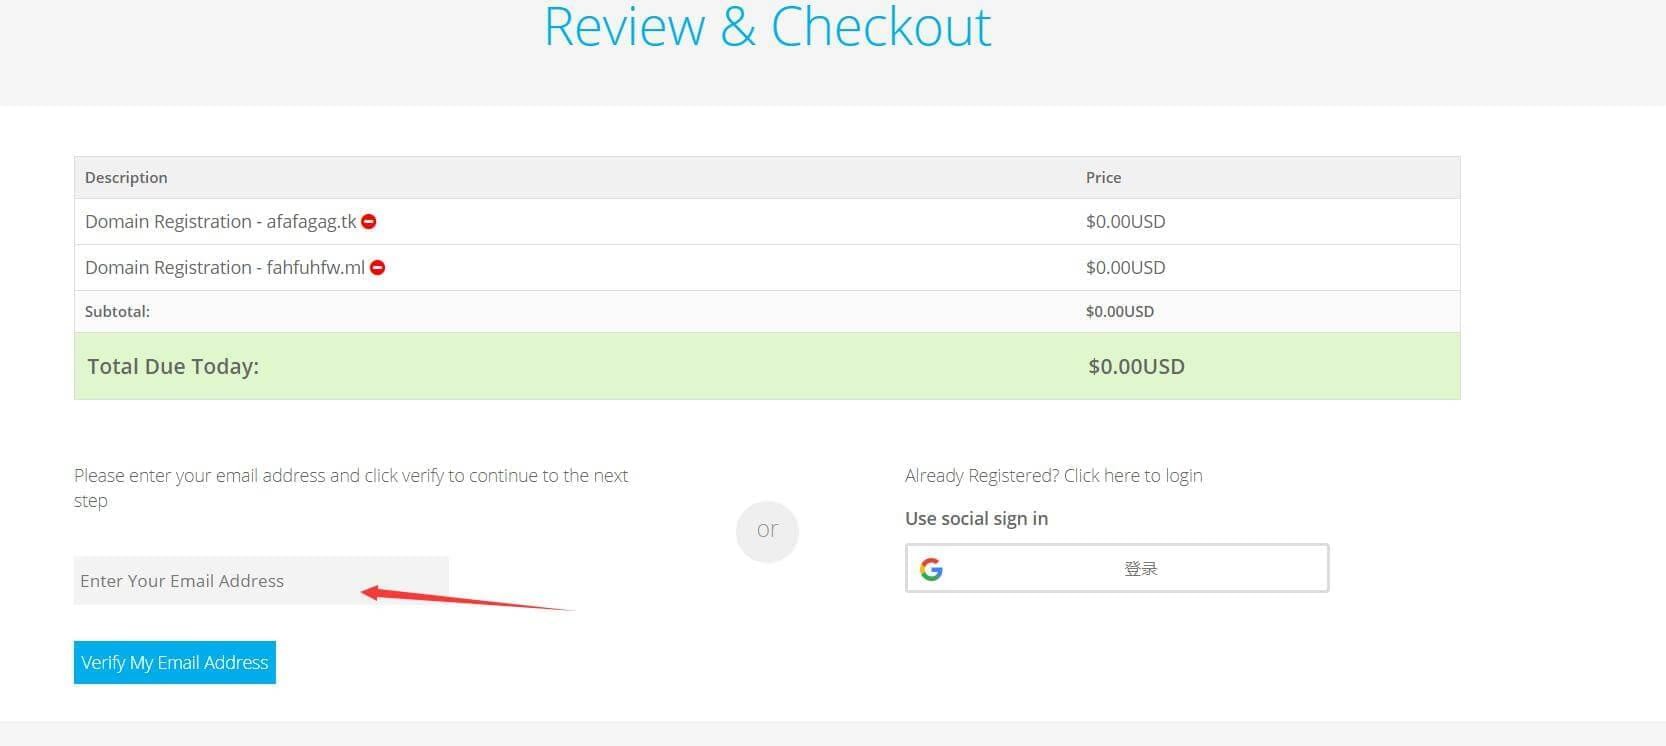 Review & Checkout
Description Price
Domain Registration - afafagag.tk $0.00USD
Domain Registration - fahfuhfw.ml $0.00USD
Subtotal: $0.00USD
Total Due Today: $0.00USD
Please enter your email address and click verify to continue to the next
step
Enter Your Email Address
Verify My Email Address
or
Already Registered? Click here to login
Use social sign in
登录